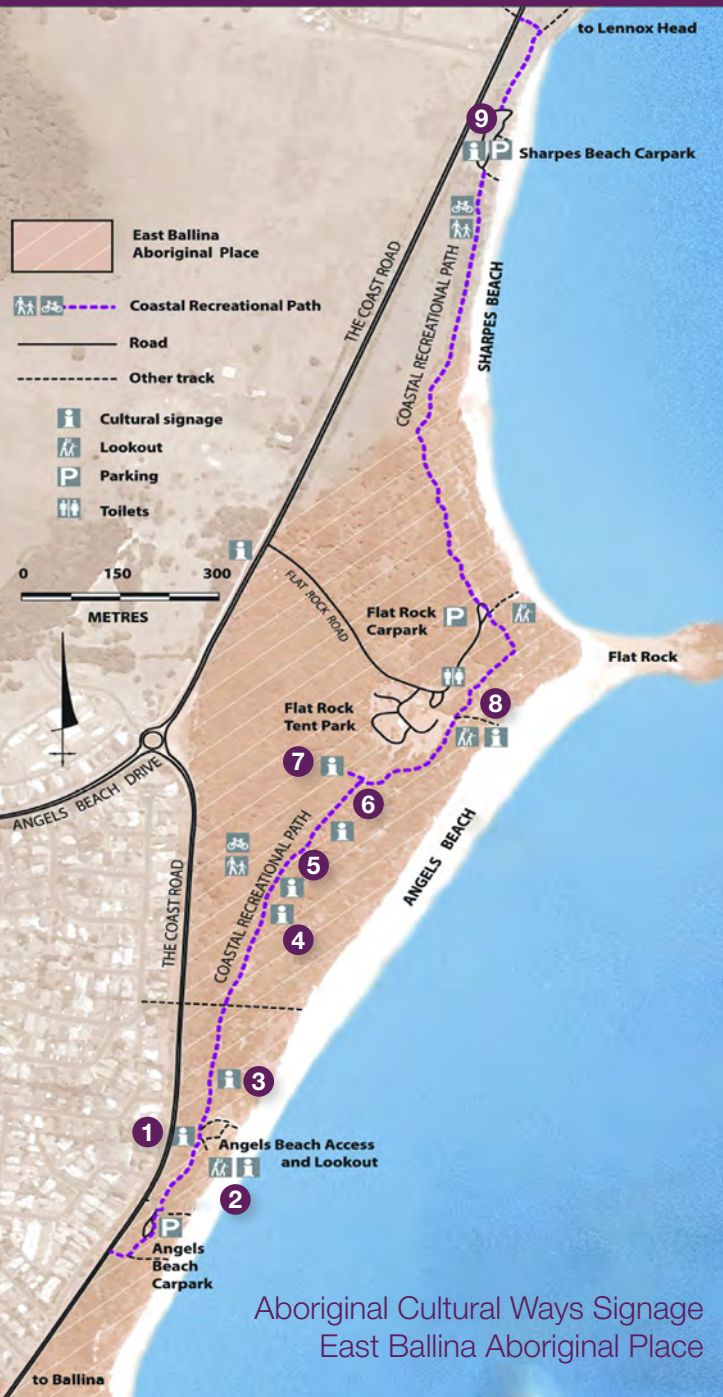 to Lennox Head
9
i P Sharpes Beach Carpark
East Ballina
Aboriginal Place
Coastal Recreational Path
Road
Other track
i Cultural signage
Lookout
P Parking
Toilets
0 150 300
METRES
THE COAST ROAD
COASTAL RECREATIONAL PATH
SHARPES BEACH
i
FLAT ROCK ROAD
Flat Rock
Carpark
P
Flat Rock
Flat Rock
Tent Park
8
i
7 i
6
ANGELS BEACH DRIVE
i
5
i
i
4
COASTAL RECREATIONAL PATH
ANGELS BEACH
THE COAST ROAD
i 3
1 i
Angels Beach Access
and Lookout
i
2
P
Angels
Beach
Carpark
Aboriginal Cultural Ways Signage
East Ballina Aboriginal Place
to Ballina